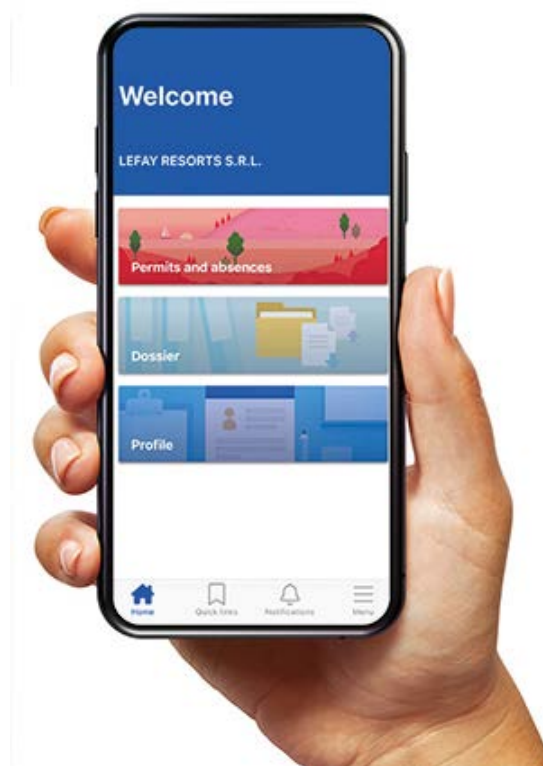 Welcome
LEFAY RESORTS S.R.L.
Permits and absences
Dossier
Profile
Home
Quick links
Notifications
Menu